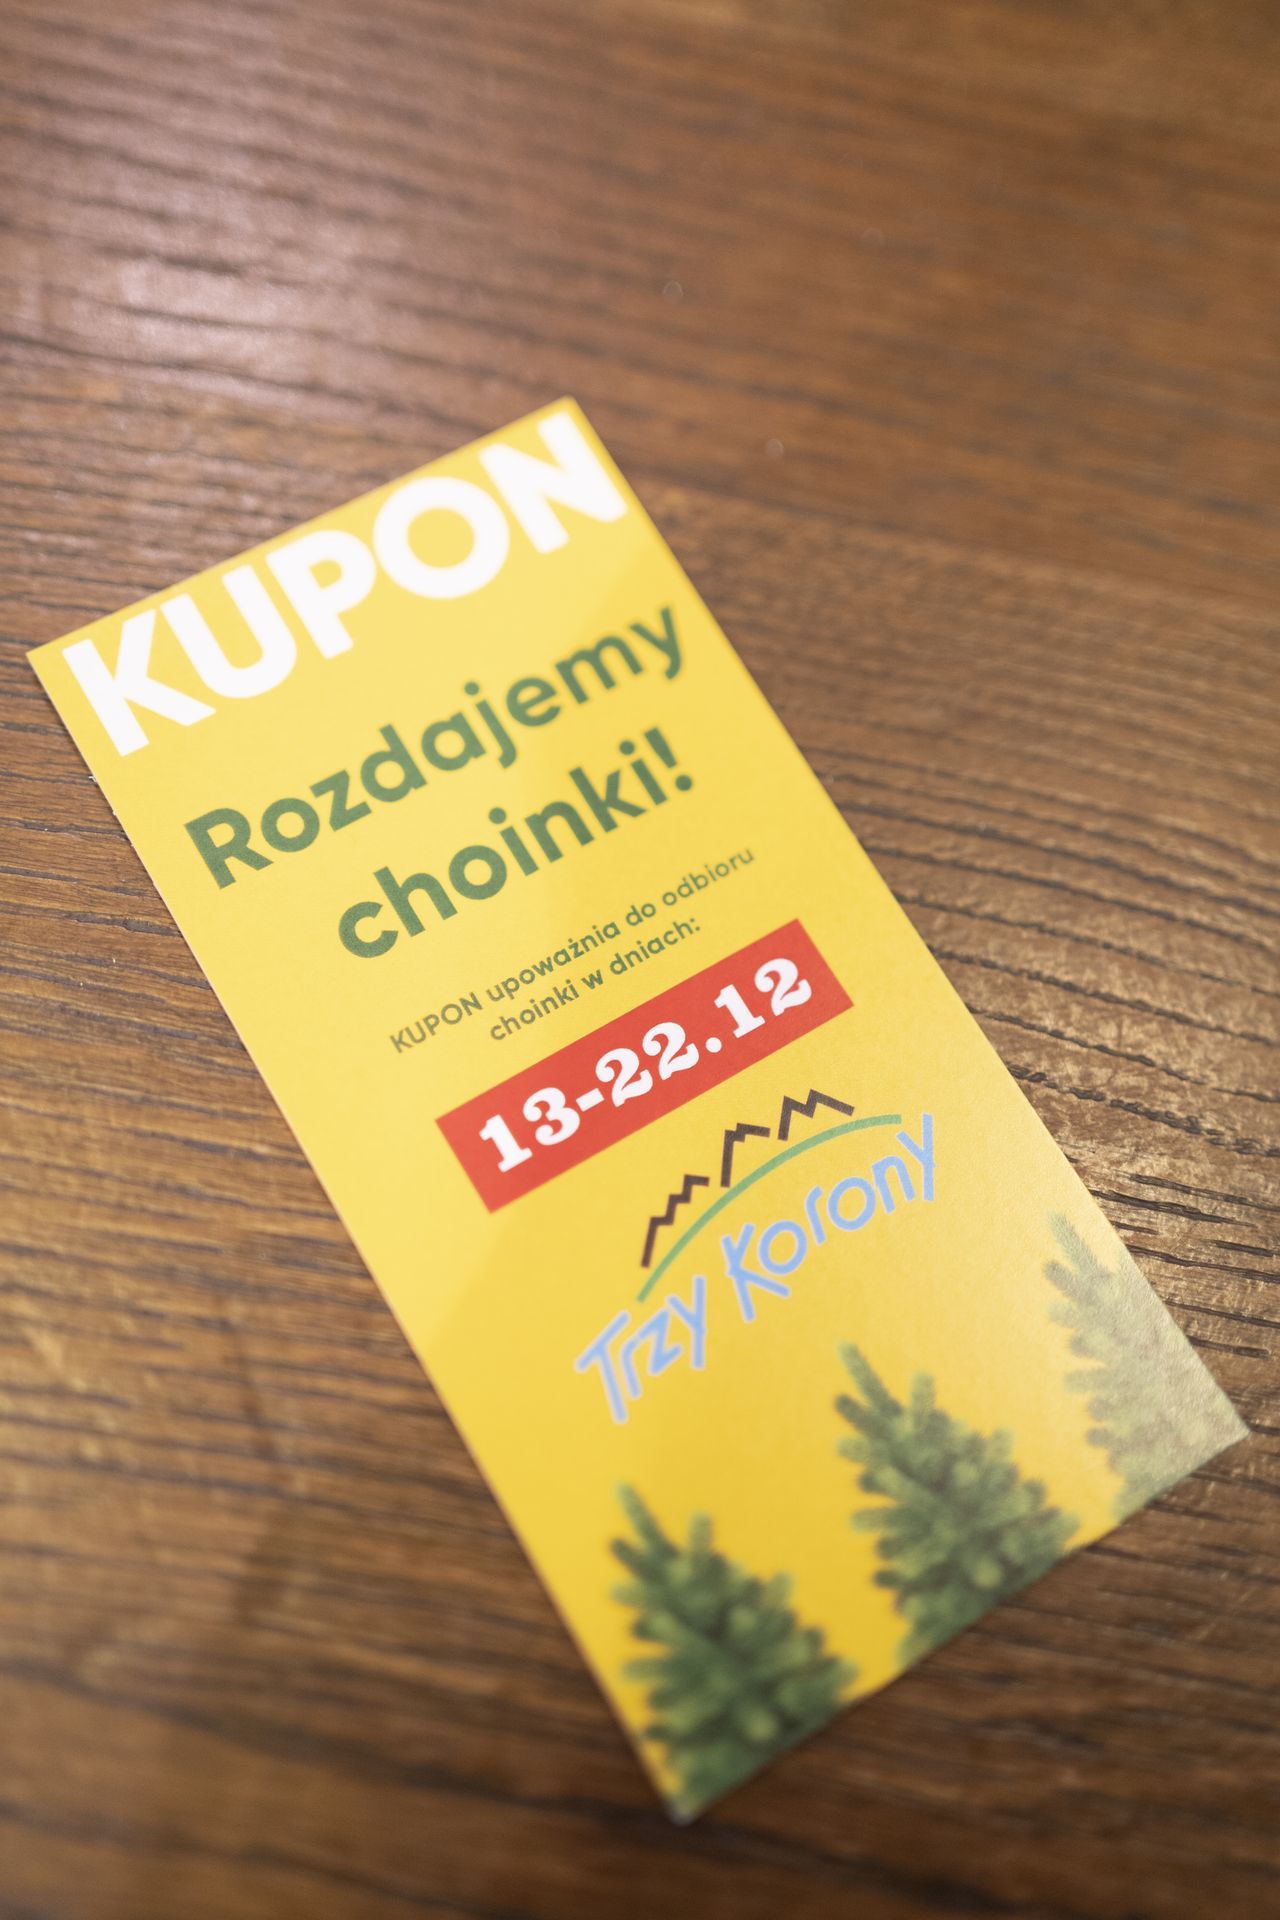 KUPON
Rozdajemy
choinki!
KUPON upoważnia do odbioru
choinki w dniach:
13-22.12
Trzy Korony